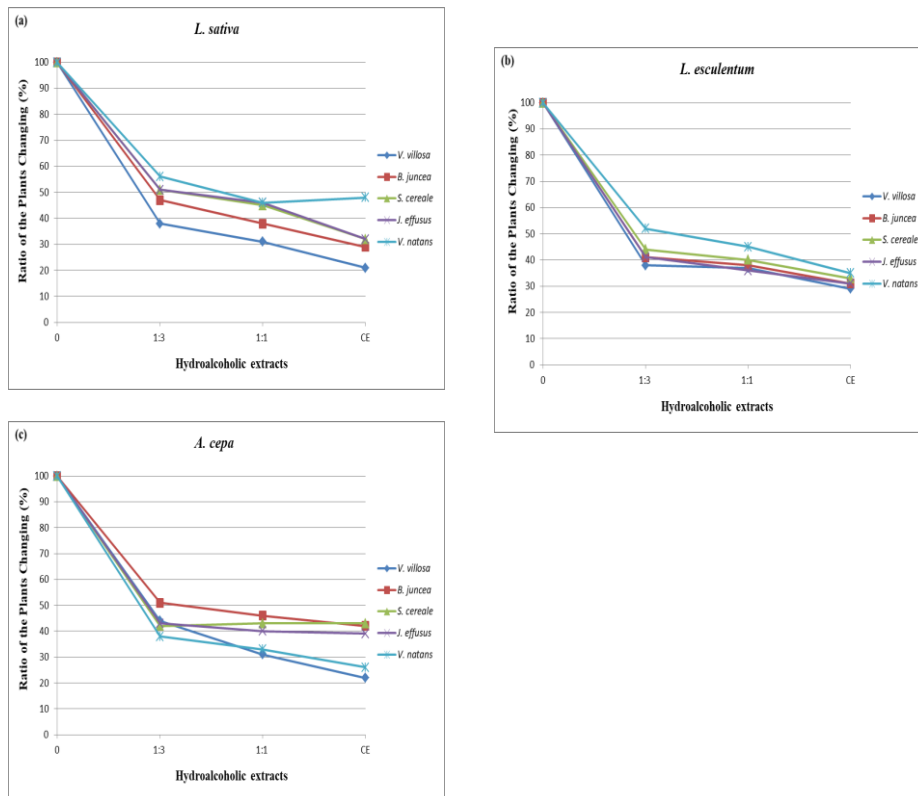 (a)
L. sativa
Ratio of the Plants Changing (%)
100
90
80
70
60
50
40
30
20
10
0
0 1:3 1:1 CE
Hydroalcoholic extracts
V. villosa
B. juncea
S. cereale
J. effusus
V. natans
(b)
L. esculentum
Ratio of the Plants Changing (%)
100
90
80
70
60
50
40
30
20
10
0
0 1:3 1:1 CE
Hydroalcoholic extracts
V. villosa
B. juncea
S. cereale
J. effusus
V. natans
(c)
A. cepa
Ratio of the Plants Changing (%)
100
90
80
70
60
50
40
30
20
10
0
0 1:3 1:1 CE
Hydroalcoholic extracts
V. villosa
B. juncea
S. cereale
J. effusus
V. natans